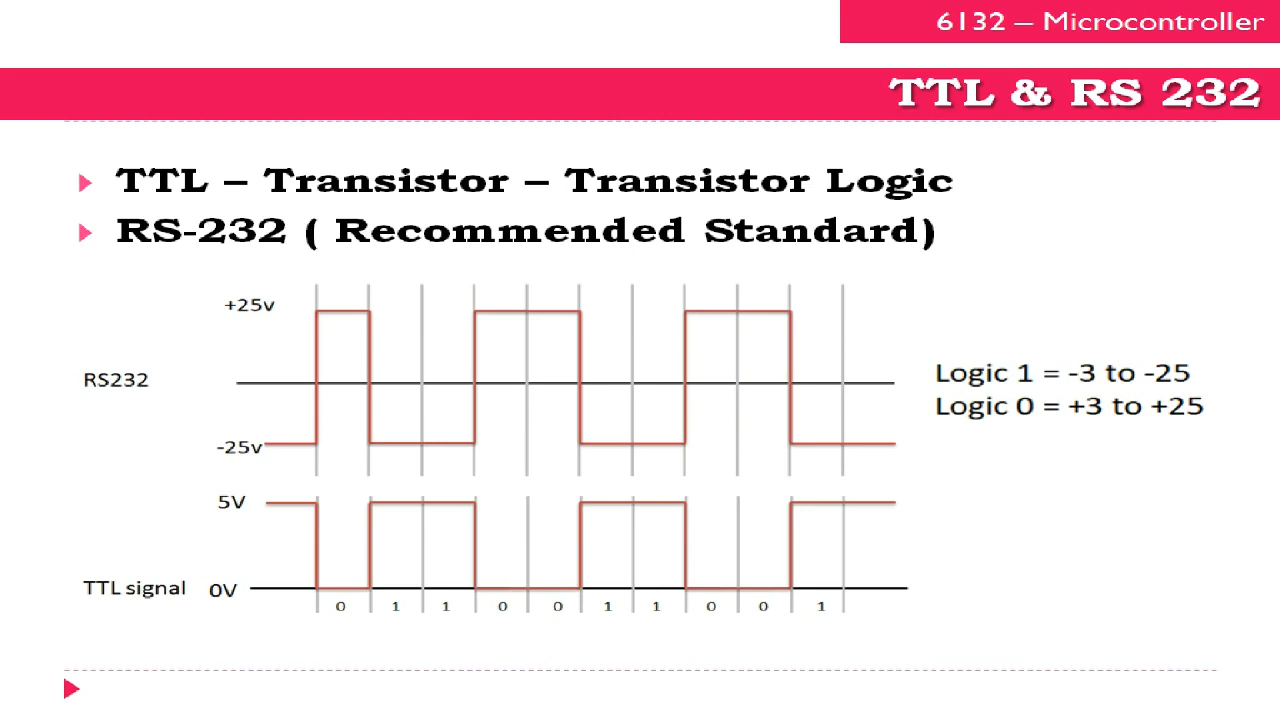 6132 – Microcontroller
TTL & RS 232
TTL – Transistor – Transistor Logic
RS-232 ( Recommended Standard)
+25v
RS232
-25v
Logic 1 = -3 to -25
Logic 0 = +3 to +25
5V
TTL signal 0V
0 1 1 0 0 1 1 0 0 1